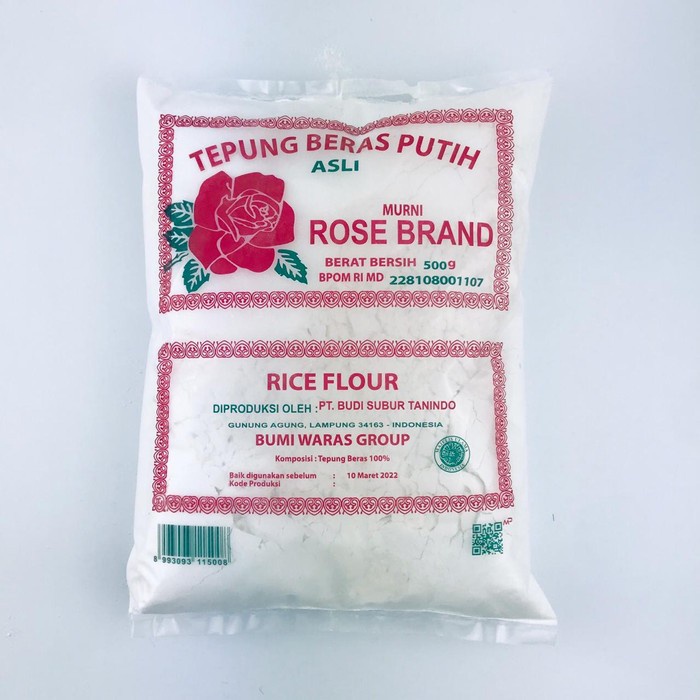 TEPUNG BERAS PUTIH
ASLI
MURNI
ROSE BRAND
BERAT BERSIH 500g
BPOM RI MD 228108001107
RICE FLOUR
DIPRODUKSI OLEH : PT. BUDI SUBUR TANINDO
GUNUNG AGUNG, LAMPUNG 34163 - INDONESIA
BUMI WARAS GROUP
Komposisi : Tepung Beras 100%
Baik digunakan sebelum : 10 Maret 2022
Kode Produksi :
8 993093 115008